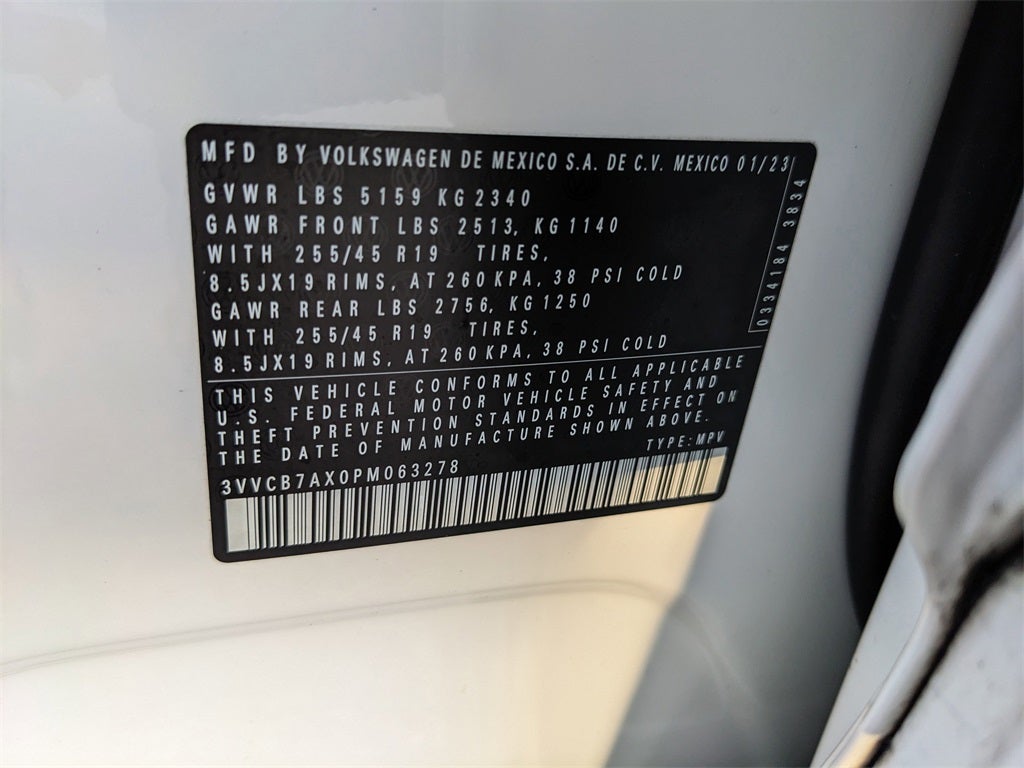 MFD BY VOLKSWAGEN DE MEXICO S.A. DE C.V. MEXICO 01/23
GVWR LBS 5159 KG 2340
GAWR FRONT LBS 2513, KG 1140
WITH 255/45 R19 TIRES,
8.5JX19 RIMS, AT 260 KPA, 38 PSI COLD
GAWR REAR LBS 2756, KG 1250
WITH 255/45 R19 TIRES,
8.5JX19 RIMS, AT 260 KPA, 38 PSI COLD
0334184 3834
THIS VEHICLE CONFORMS TO ALL APPLICABLE
U.S. FEDERAL MOTOR VEHICLE SAFETY AND
THEFT PREVENTION STANDARDS IN EFFECT ON
THE DATE OF MANUFACTURE SHOWN ABOVE.
TYPE: MPV
3VVCB7AX0PM063278